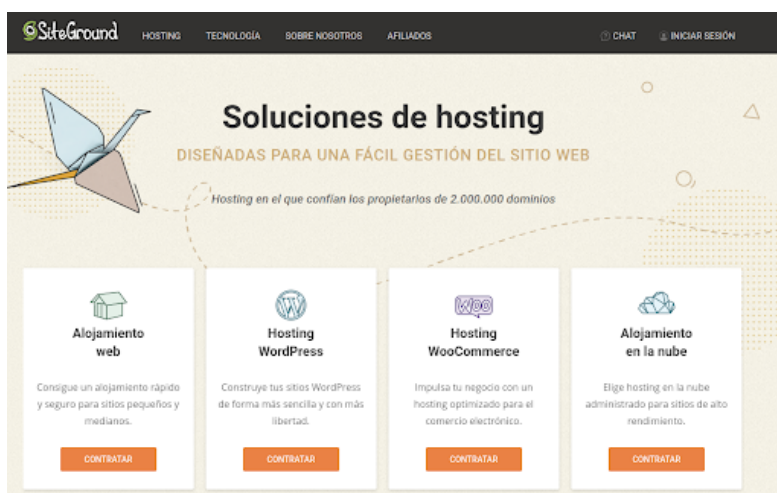 SiteGround HOSTING TECNOLOGÍA SOBRE NOSOTROS AFILIADOS CHAT INICIAR SESIÓN
Soluciones de hosting
DISEÑADAS PARA UNA FÁCIL GESTIÓN DEL SITIO WEB
Hosting en el que confían los propietarios de 2.000.000 dominios
Alojamiento
web
Consigue un alojamiento rápido
y seguro para sitios pequeños y
medianos.
CONTRATAR
Hosting
WordPress
Construye tus sitios WordPress
de forma más sencilla y con más
libertad.
CONTRATAR
WOO
Hosting
WooCommerce
Impulsa tu negocio con un
hosting optimizado para el
comercio electrónico.
CONTRATAR
Alojamiento
en la nube
Elige hosting en la nube
administrado para sitios de alto
rendimiento.
CONTRATAR